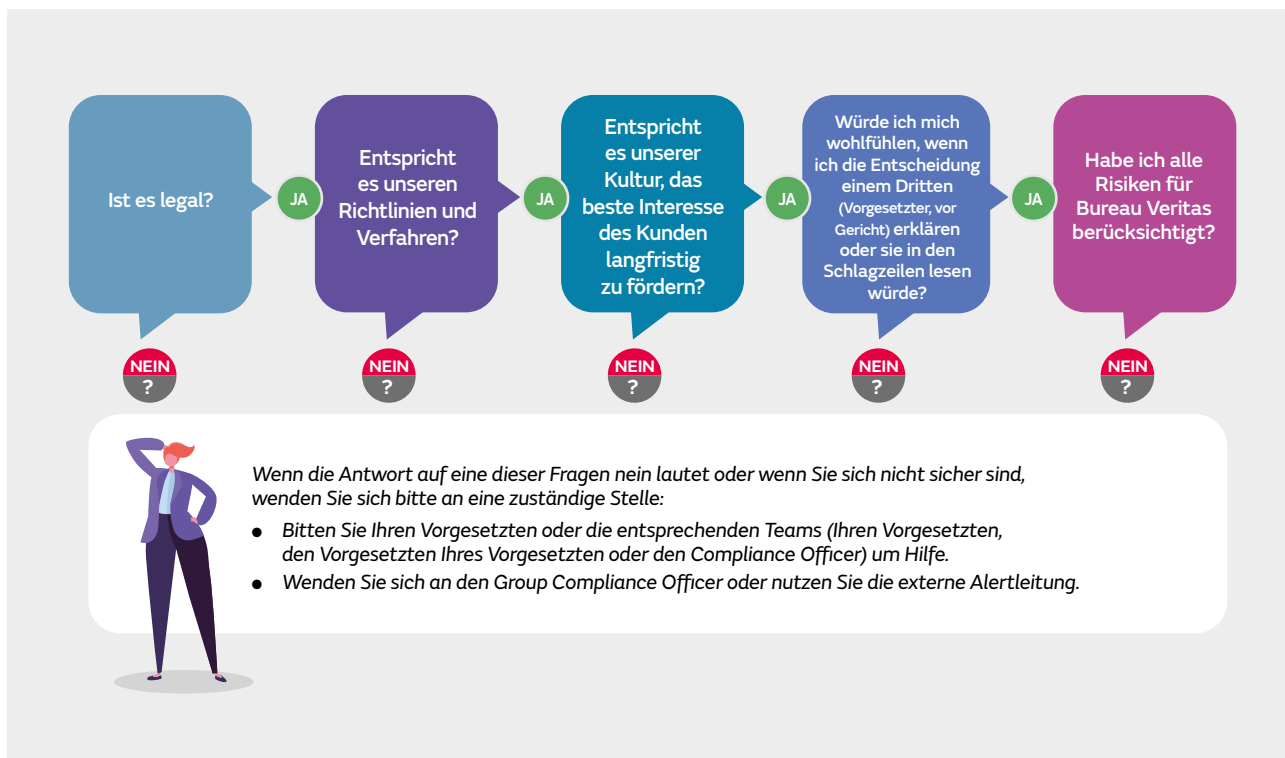 Ist es legal?
JA
Entspricht
es unseren
Richtlinien und
Verfahren?
JA
Entspricht
es unserer
Kultur, das
beste Interesse
des Kunden
langfristig
zu fördern?
JA
Würde ich mich
wohlfühlen, wenn
ich die Entscheidung
einem Dritten
(Vorgesetzter, vor
Gericht) erklären
oder sie in den
Schlagzeilen lesen
würde?
JA
Habe ich alle
Risiken für
Bureau Veritas
berücksichtigt?
NEIN
?
NEIN
?
NEIN
?
NEIN
?
NEIN
?
Wenn die Antwort auf eine dieser Fragen nein lautet oder wenn Sie sich nicht sicher sind,
wenden Sie sich bitte an eine zuständige Stelle:
● Bitten Sie Ihren Vorgesetzten oder die entsprechenden Teams (Ihren Vorgesetzten,
den Vorgesetzten Ihres Vorgesetzten oder den Compliance Officer) um Hilfe.
● Wenden Sie sich an den Group Compliance Officer oder nutzen Sie die externe Alertleitung.